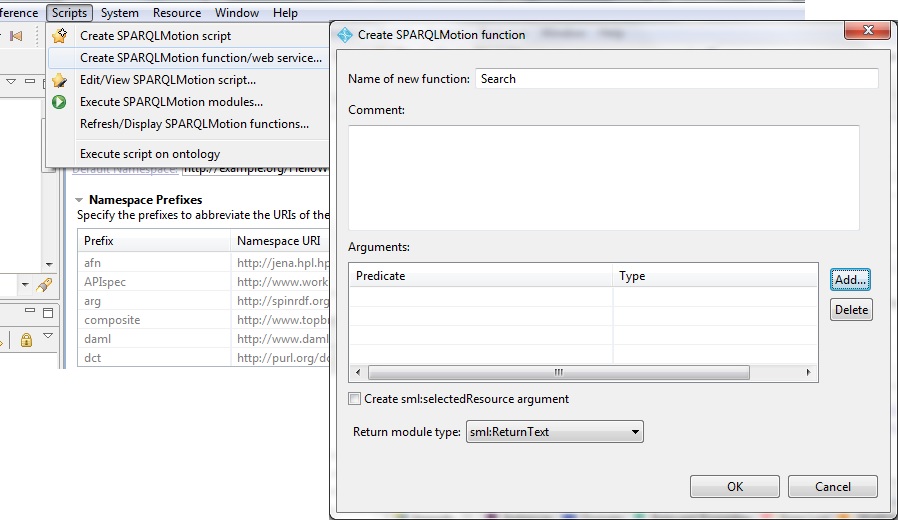 ference Scripts System Resource Window Help
Create SPARQLMotion script
Create SPARQLMotion function/web service...
Edit/View SPARQLMotion script...
Execute SPARQLMotion modules...
Refresh/Display SPARQLMotion functions...
Execute script on ontology
Default Namespace: http://example.org/HelloW
Namespace Prefixes
Specify the prefixes to abbreviate the URIs of the
Prefix Namespace URI
afn http://jena.hpl.hp
APIspec http://www.work
arg http://spinrdf.org
composite http://www.topbr
daml http://www.daml
dct http://purl.org/dc
Create SPARQLMotion function
Name of new function: Search
Comment:
Arguments:
Predicate Type
Add...
Delete
Create sml:selectedResource argument
Return module type: sml:ReturnText
OK Cancel